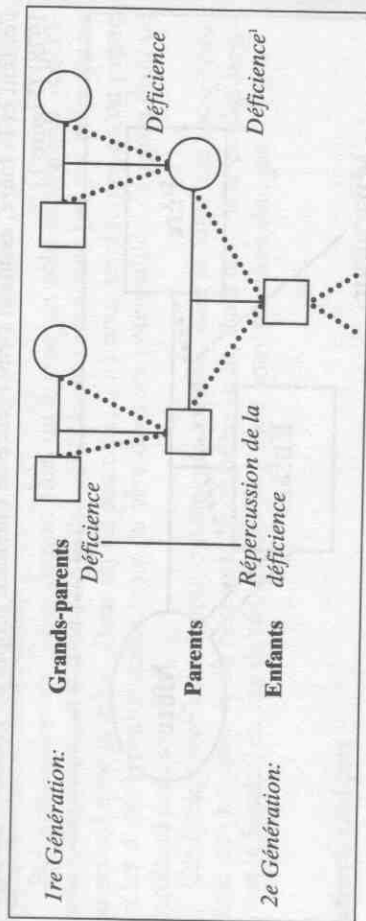 1re Génération:
Grands-parents
Déficience
Déficience
Parents
Répercussion de la
déficience
Déficience¹
2e Génération:
Enfants